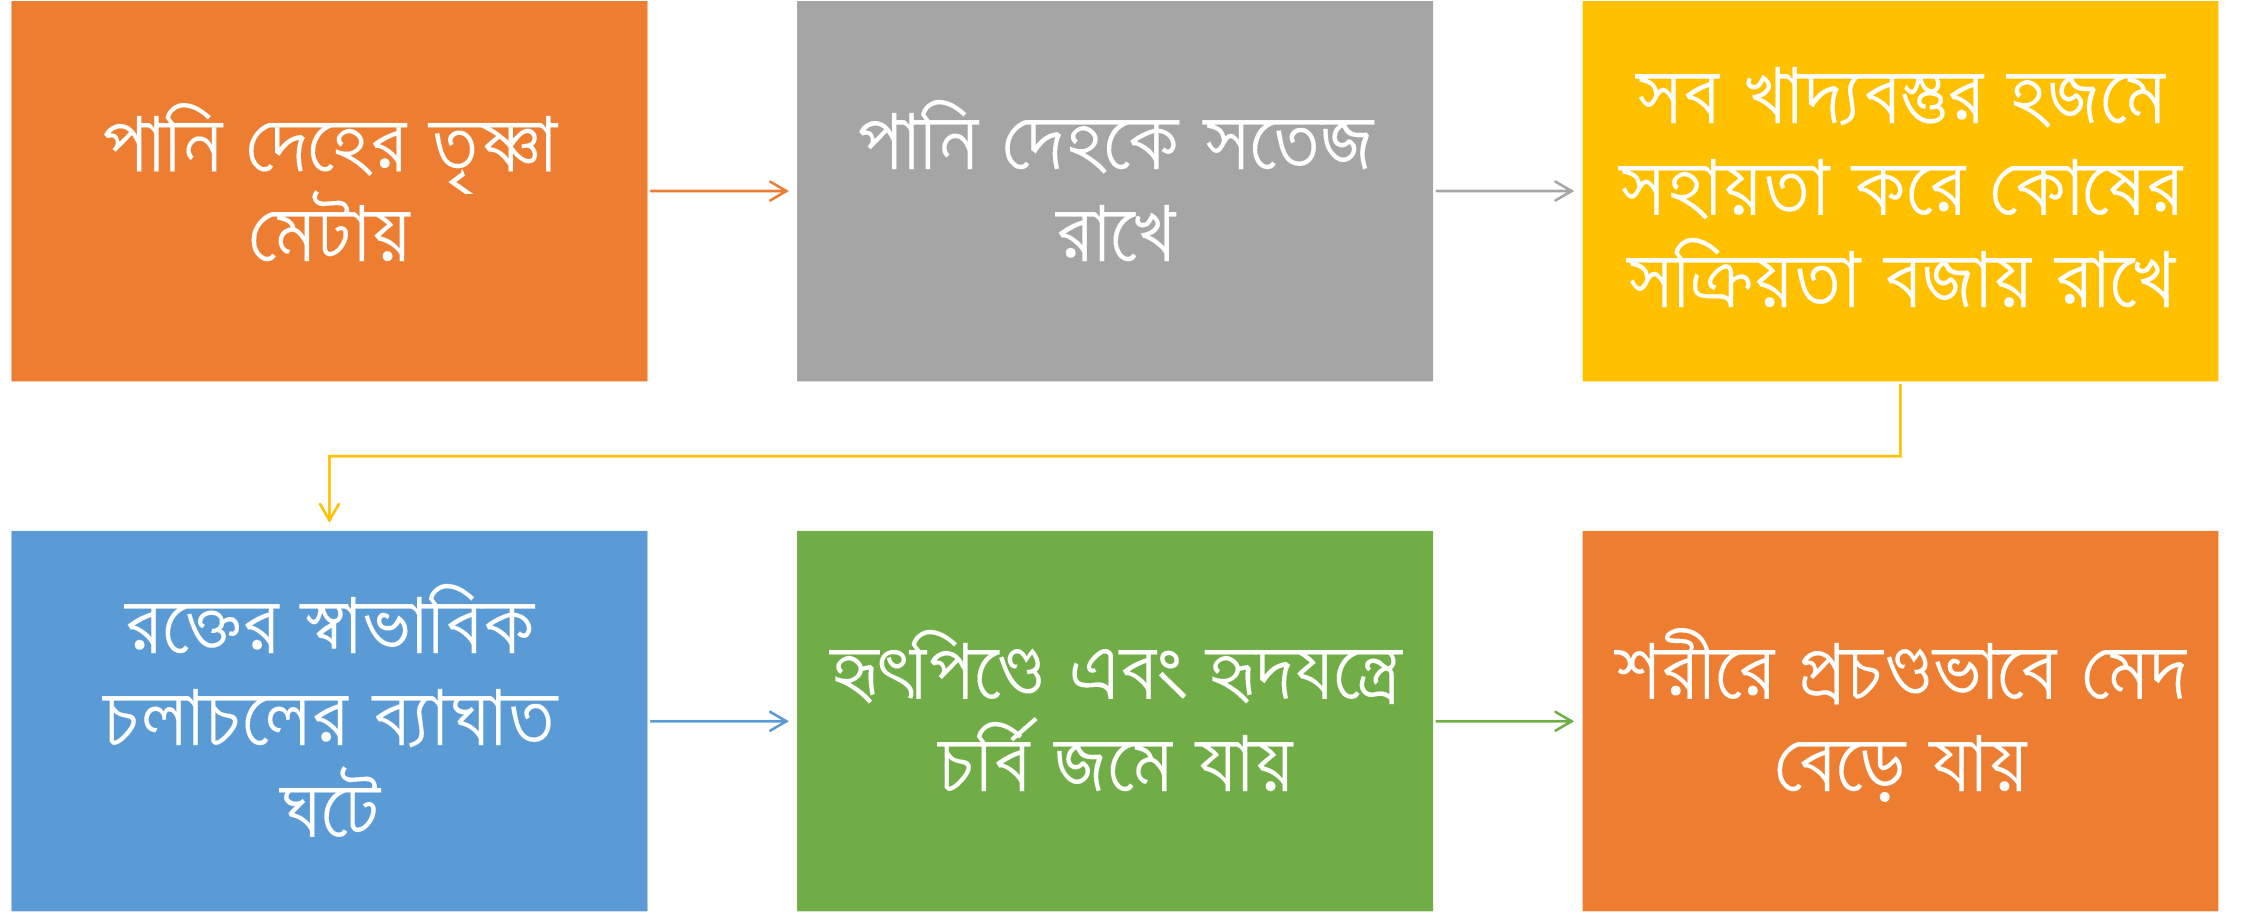 পানি দেহের তৃষ্ণা
মেটায়
পানি দেহকে সতেজ
রাখে
সব খাদ্যবস্তুর হজমে
সহায়তা করে কোষের
সক্রিয়তা বজায় রাখে
রক্তের স্বাভাবিক
চলাচলের ব্যাঘাত
ঘটে
হৃৎপিণ্ডে এবং হৃদযন্ত্রে
চর্বি জমে যায়
শরীরে প্রচণ্ডভাবে মেদ
বেড়ে যায়